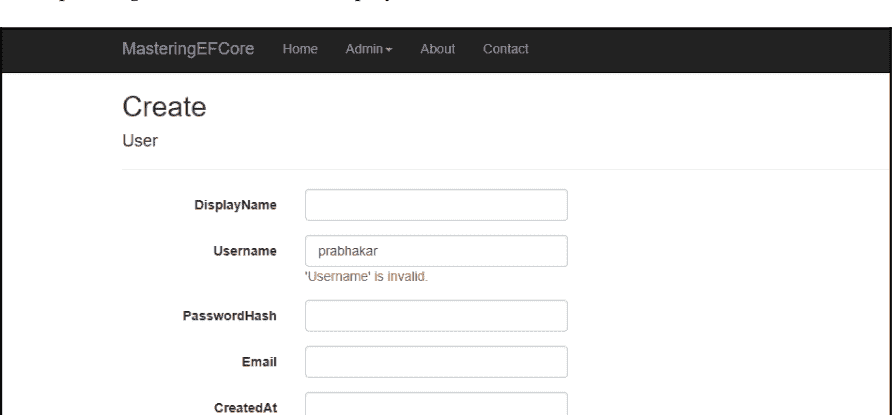 MasteringEFCore Home Admin About Contact
Create
User
DisplayName
Username prabhakar
'Username' is invalid.
PasswordHash
Email
CreatedAt